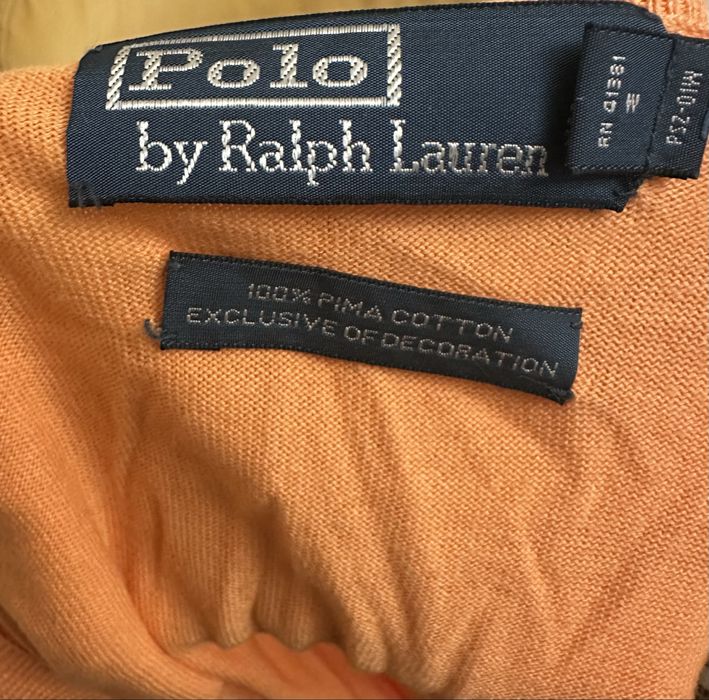 Polo
by Ralph Lauren
M
RN 41381
100% PIMA COTTON
EXCLUSIVE OF DECORATION